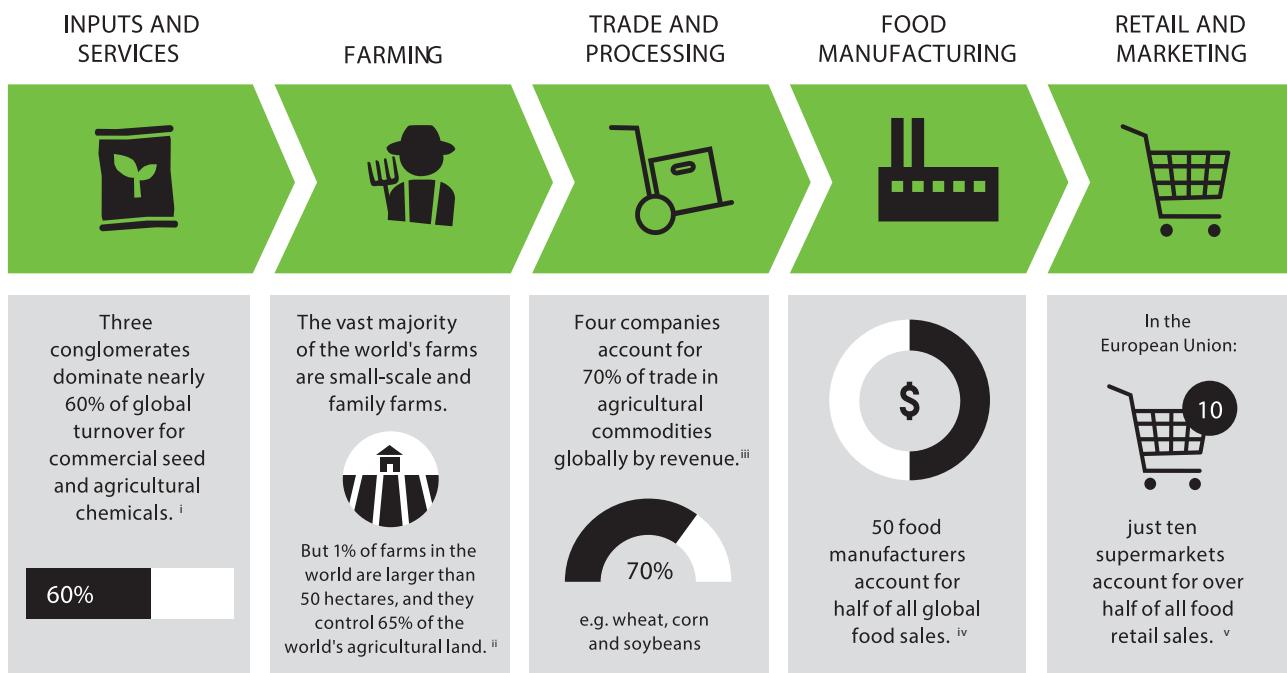 INPUTS AND
SERVICES
FARMING
TRADE AND
PROCESSING
FOOD
MANUFACTURING
RETAIL AND
MARKETING
Three
conglomerates
dominate nearly
60% of global
turnover for
commercial seed
and agricultural
chemicals. i
60%
The vast majority
of the world's farms
are small-scale and
family farms.
But 1% of farms in the
world are larger than
50 hectares, and they
control 65% of the
world's agricultural land. ii
Four companies
account for
70% of trade in
agricultural
commodities
globally by revenue. iii
70%
e.g. wheat, corn
and soybeans
$
50 food
manufacturers
account for
half of all global
food sales. iv
In the
European Union:
10
just ten
supermarkets
account for over
half of all food
retail sales. v